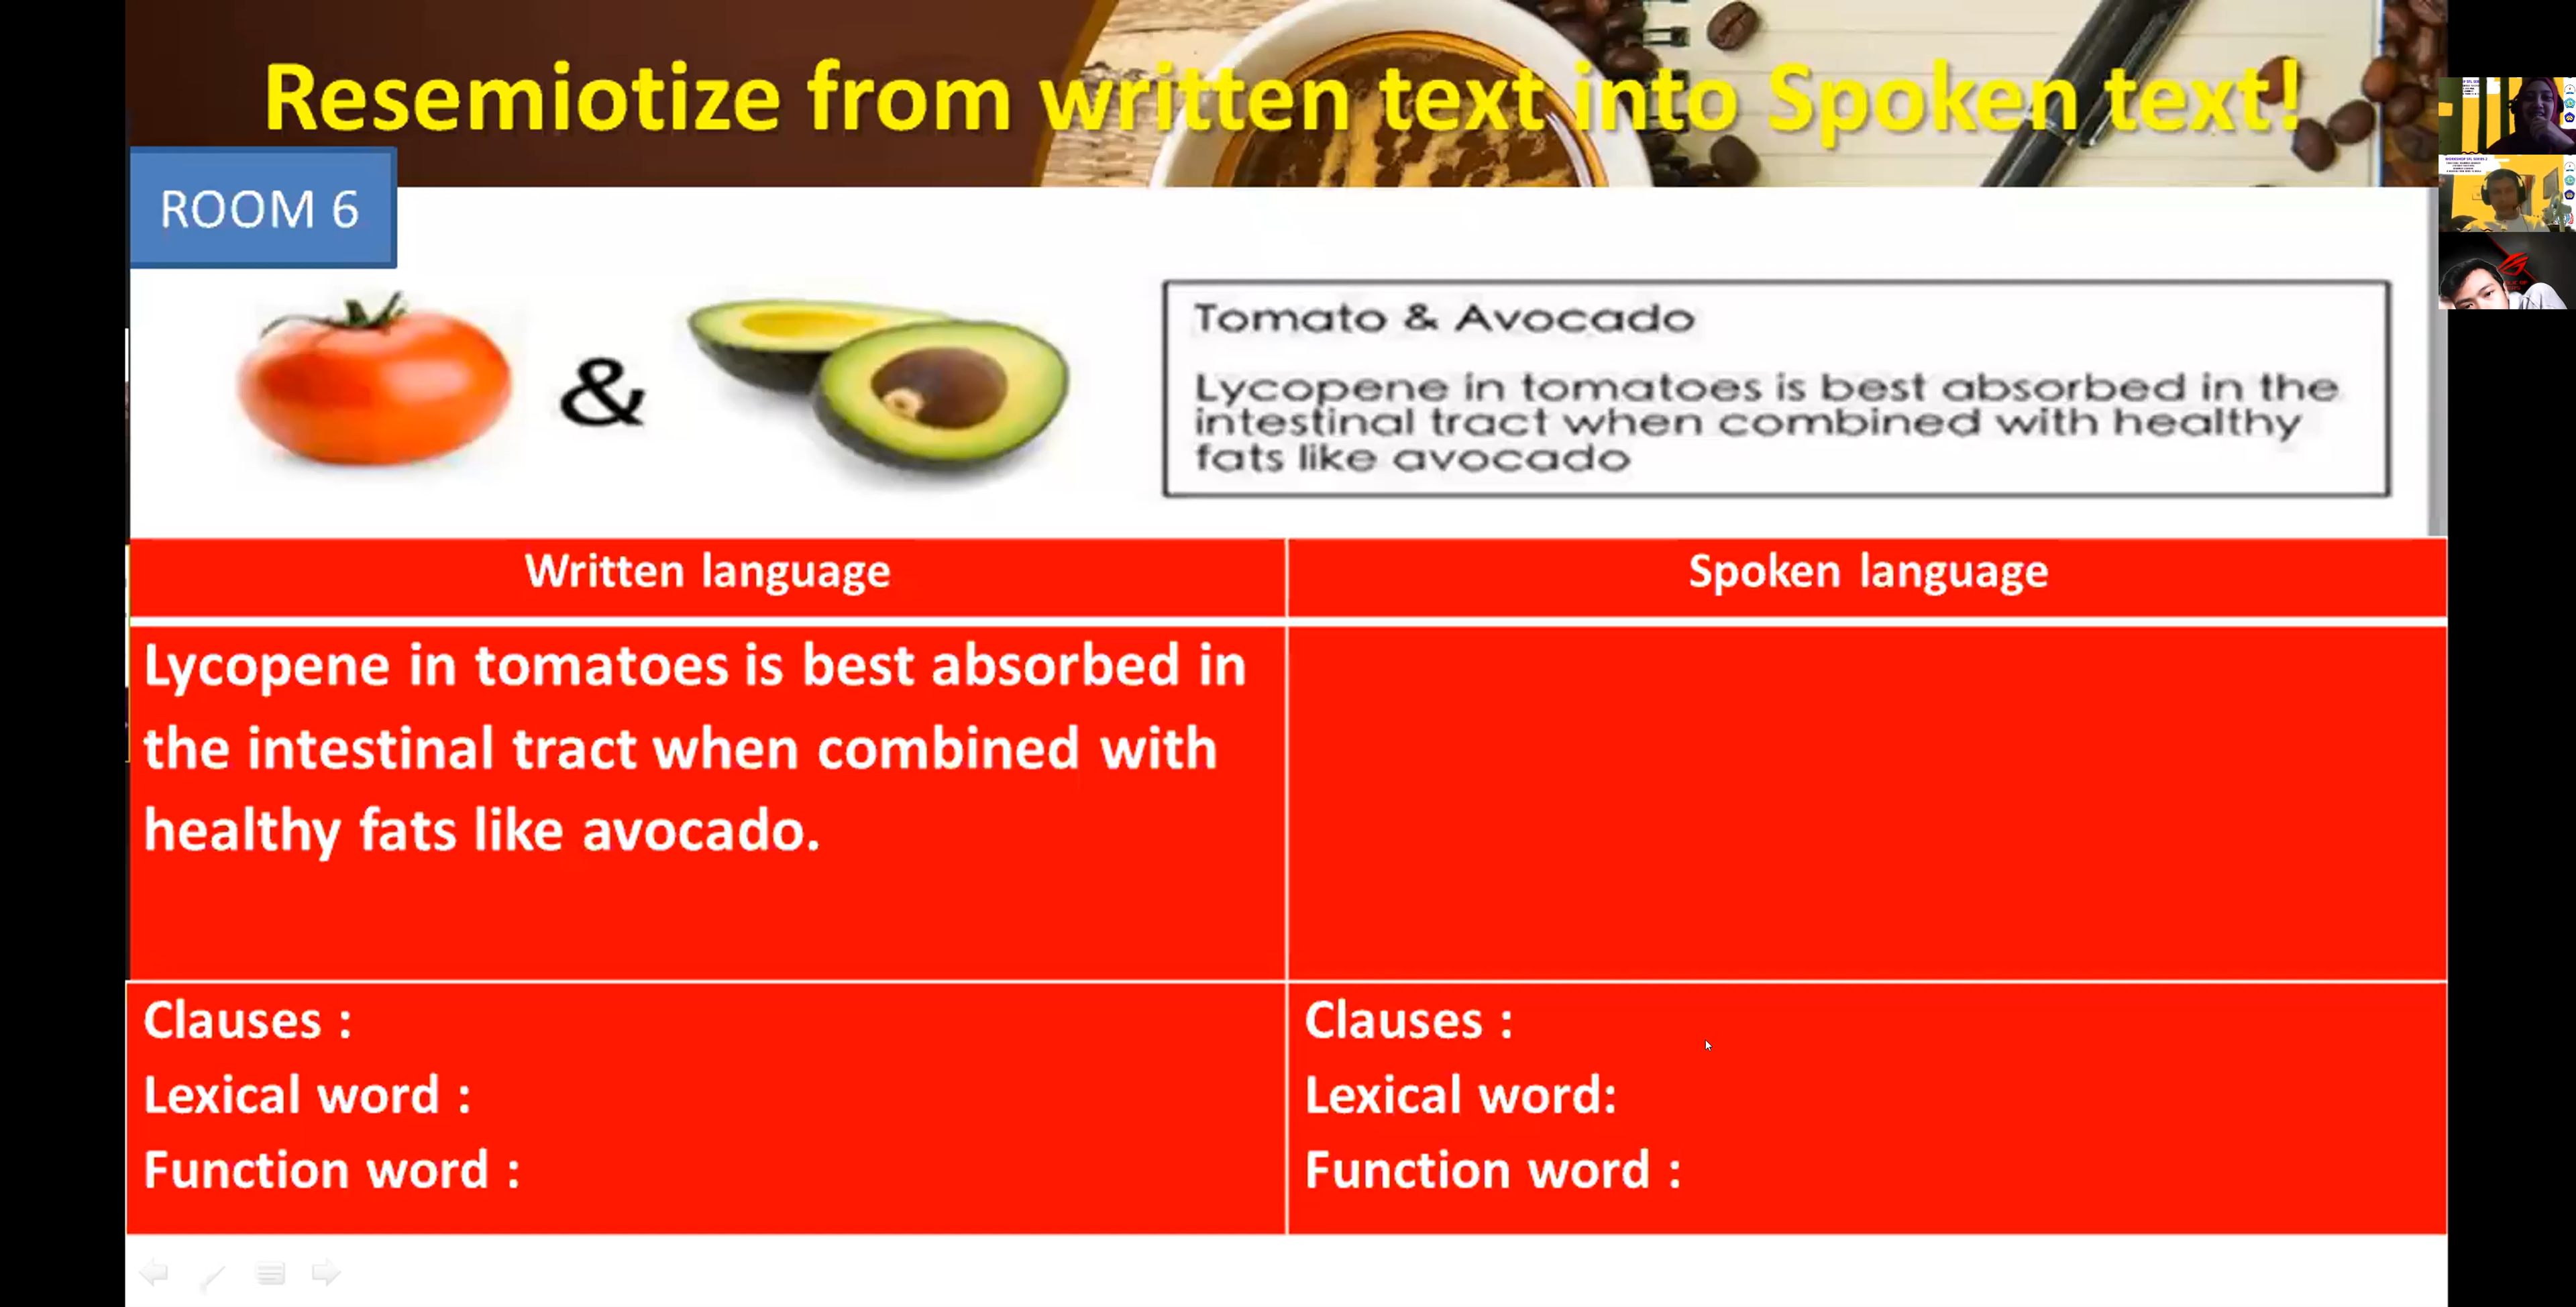 Resemiotize from written text into Spoken text!
ROOM 6
&
Tomato & Avocado
Lycopene in tomatoes is best absorbed in the
intestinal tract when combined with healthy
fats like avocado
Written language
Spoken language
Lycopene in tomatoes is best absorbed in
the intestinal tract when combined with
healthy fats like avocado.
Clauses :
Lexical word :
Function word :
Clauses :
Lexical word:
Function word :